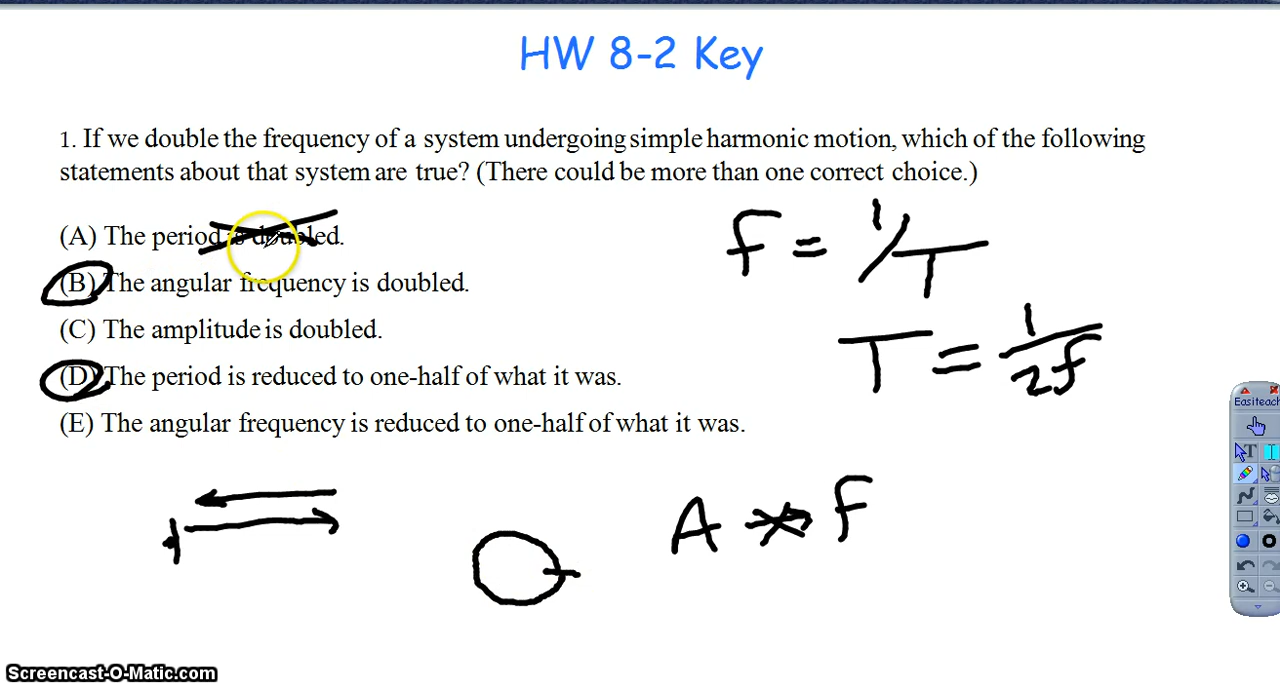 HW 8-2 Key
1. If we double the frequency of a system undergoing simple harmonic motion, which of the following
statements about that system are true? (There could be more than one correct choice.)
(A) The period is doubled.
(B) The angular frequency is doubled.
(C) The amplitude is doubled.
(D) The period is reduced to one-half of what it was.
(E) The angular frequency is reduced to one-half of what it was.
f = 1/T
T = 1/2f
A f
Easiteach
T
Screencast-O-Matic.com